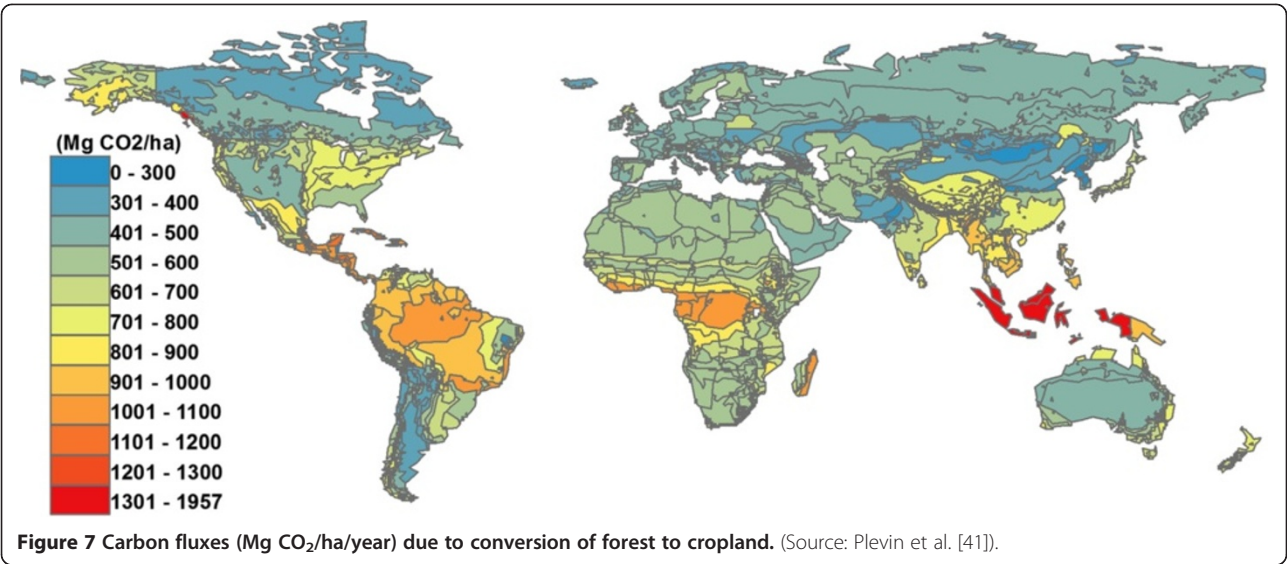 (Mg CO2/ha)
0 - 300
301 - 400
401 - 500
501 - 600
601 - 700
701 - 800
801 - 900
901 - 1000
1001 - 1100
1101 - 1200
1201 - 1300
1301 - 1957
Figure 7 Carbon fluxes (Mg CO₂/ha/year) due to conversion of forest to cropland. (Source: Plevin et al. [41]).